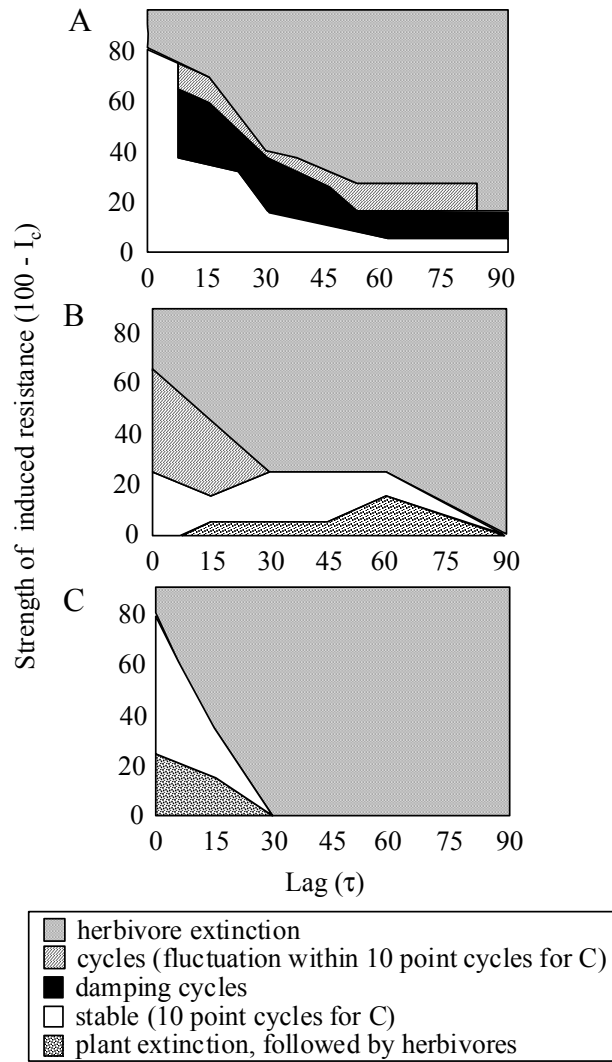 A
80
60
40
20
0
0 15 30 45 60 75 90
B
80
60
40
20
0
0 15 30 45 60 75 90
C
80
60
40
20
0
0 15 30 45 60 75 90
Strength of induced resistance (100 - Ic)
Lag (τ)
herbivore extinction
cycles (fluctuation within 10 point cycles for C)
damping cycles
stable (10 point cycles for C)
plant extinction, followed by herbivores